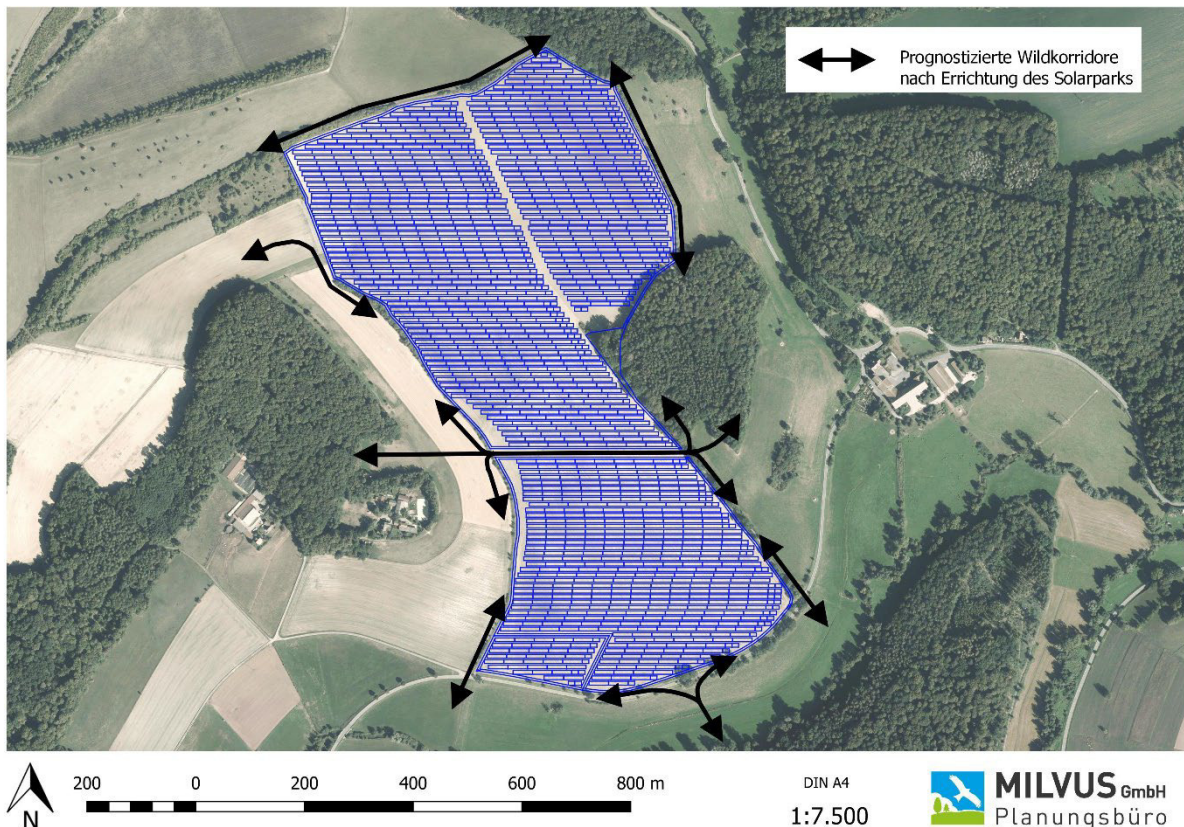 Prognostizierte Wildkorridore
nach Errichtung des Solarparks
200 0 200 400 600 800 m
N
DIN A4
1:7.500
MILVUS GmbH
Planungsbüro